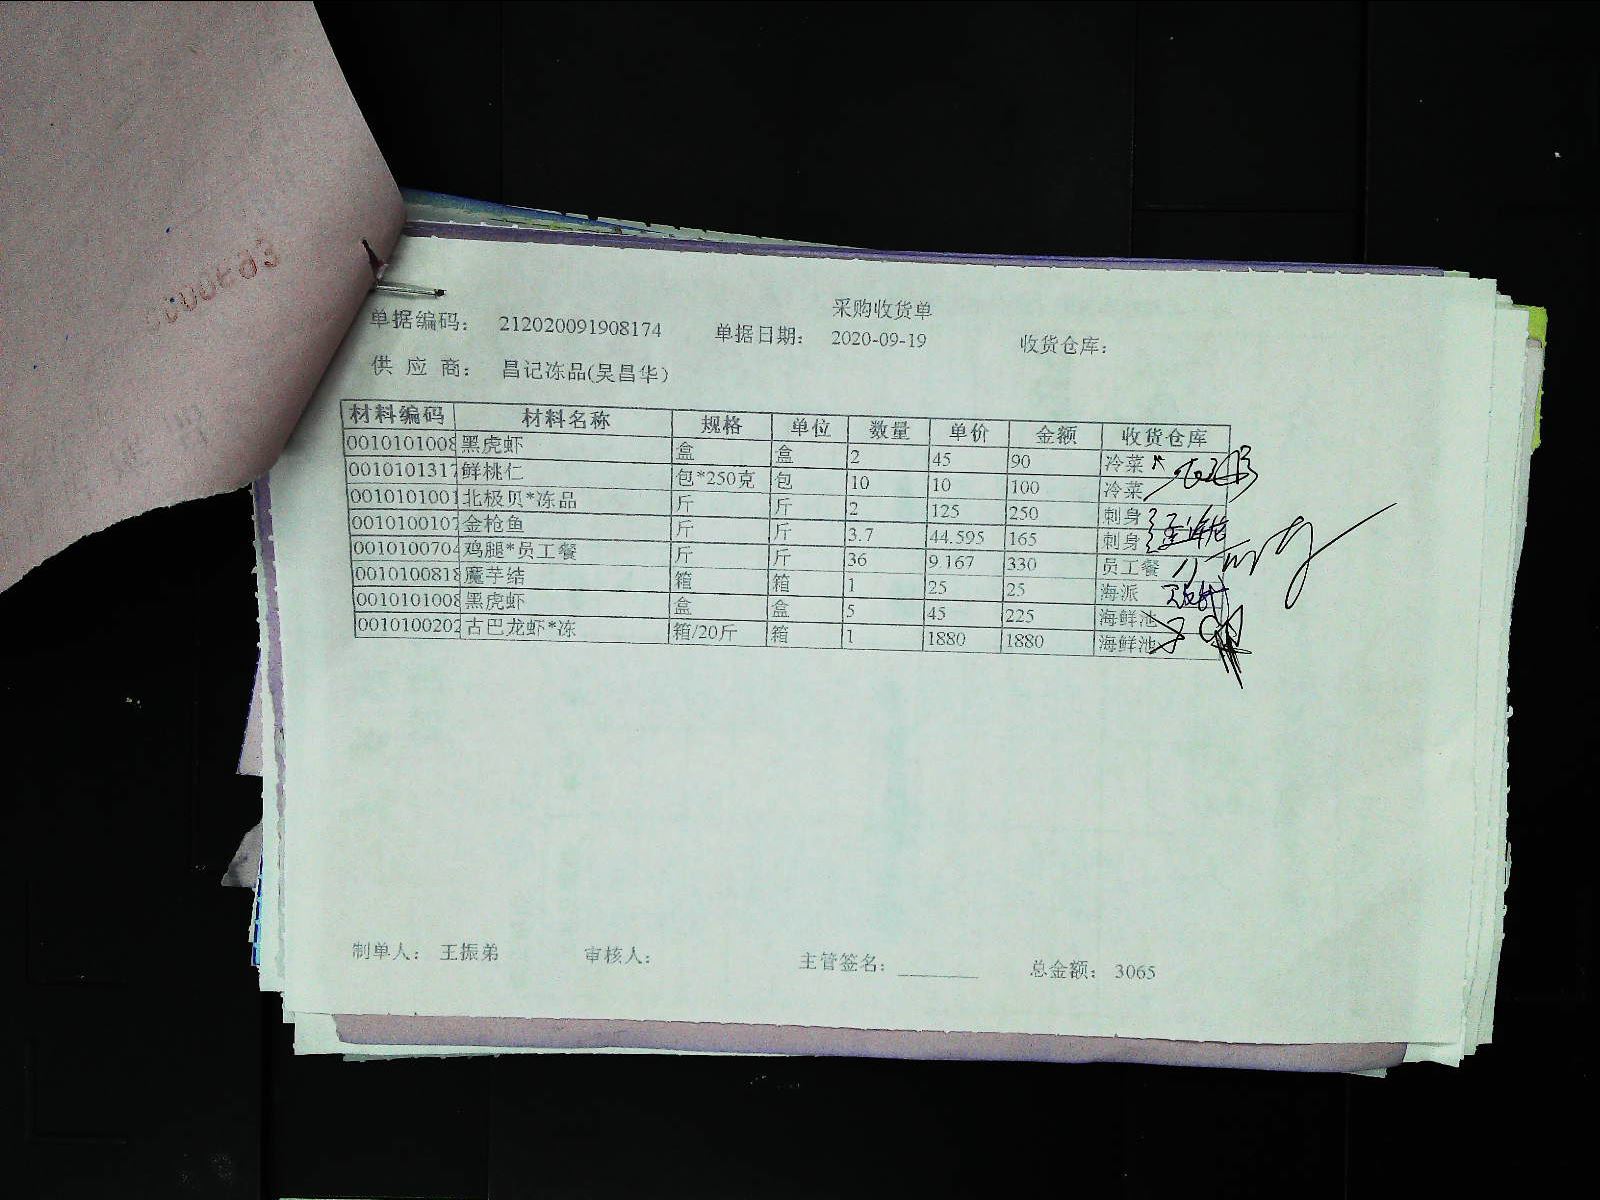 采购收货单
单据编码： 212020091908174 单据日期： 2020-09-19 收货仓库：
供 应 商： 昌记冻品(吴昌华)
材料编码 材料名称 规格 单位 数量 单价 金额 收货仓库
0010101008 黑虎虾 盒 盒 2 45 90 冷菜
0010101317 鲜桃仁 包*250克 包 10 10 100 冷菜
0010101001 北极贝*冻品 斤 斤 2 125 250 刺身
0010100107 金枪鱼 斤 斤 3.7 44.595 165 刺身
0010100704 鸡腿*员工餐 斤 斤 36 9.167 330 员工餐
0010100818 魔芋结 箱 箱 1 25 25 海派
0010101008 黑虎虾 盒 盒 5 45 225 海鲜池
0010100202 古巴龙虾*冻 箱/20斤 箱 1 1880 1880 海鲜池
制单人： 王振弟 审核人： 主管签名： 总金额： 3065